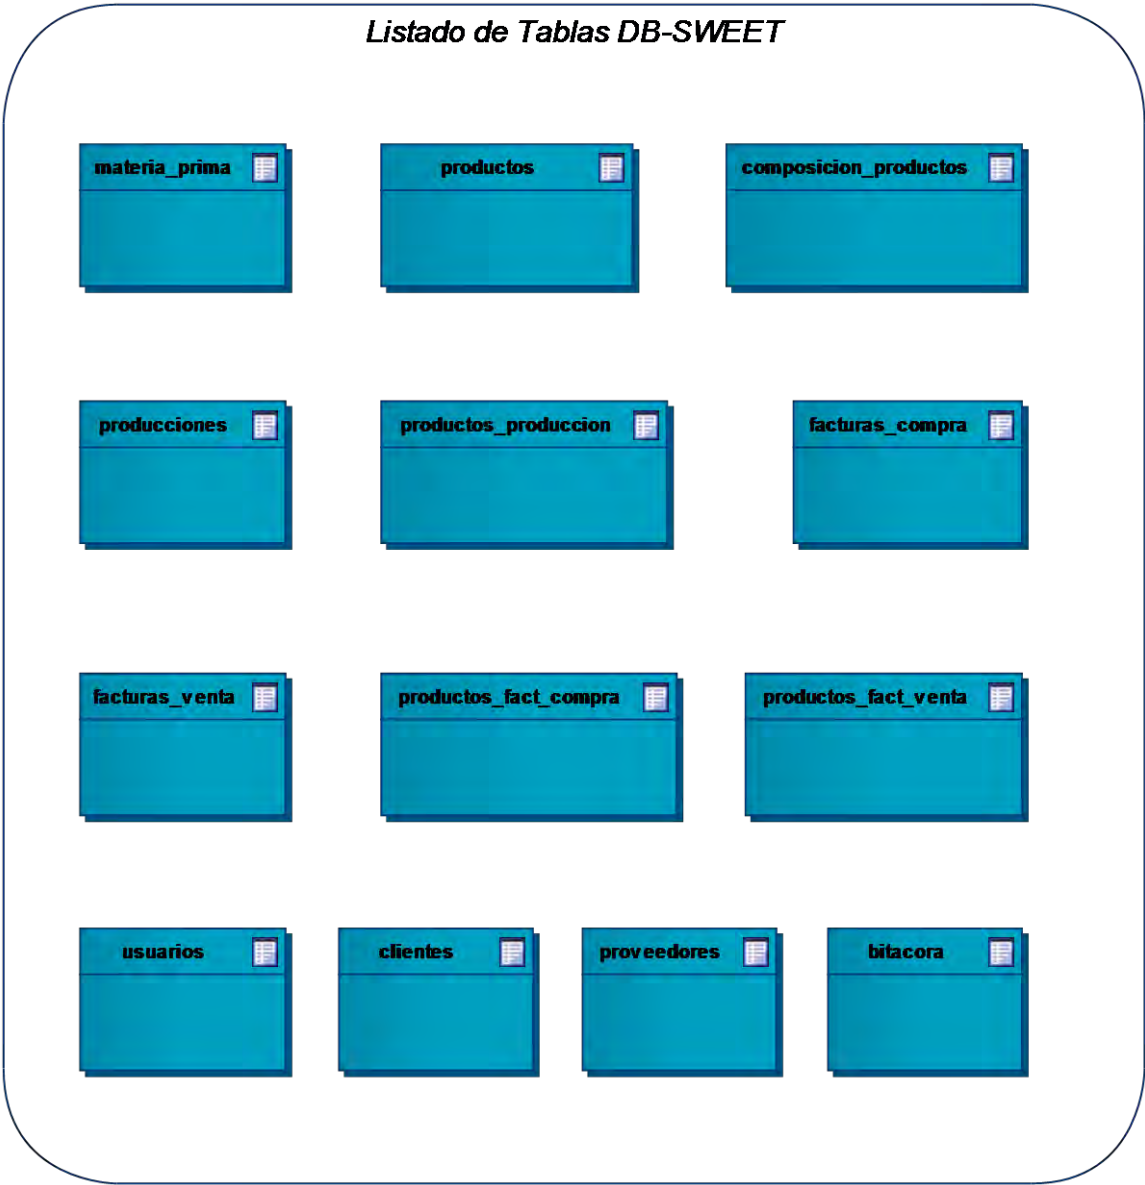 Listado de Tablas DB-SWEET
materia_prima
productos
composicion_productos
producciones
productos_produccion
facturas_compra
facturas_venta
productos_fact_compra
productos_fact_venta
usuarios
clientes
proveedores
bitacora